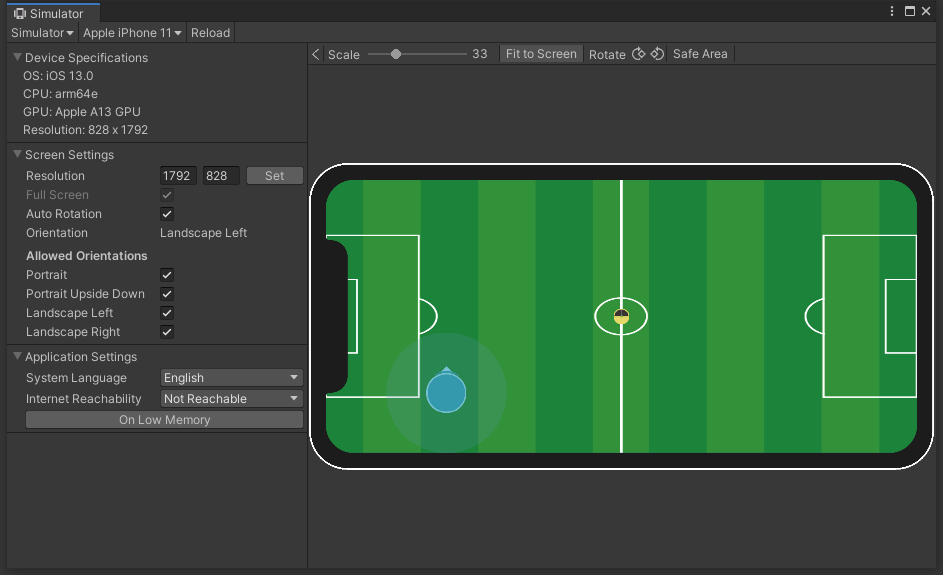 Simulator
Simulator Apple iPhone 11 Reload
Device Specifications
OS: iOS 13.0
CPU: arm64e
GPU: Apple A13 GPU
Resolution: 828 x 1792
Screen Settings
Resolution 1792 828 Set
Full Screen
Auto Rotation
Orientation Landscape Left
Allowed Orientations
Portrait
Portrait Upside Down
Landscape Left
Landscape Right
Application Settings
System Language English
Internet Reachability Not Reachable
On Low Memory
Scale 33 Fit to Screen Rotate Safe Area